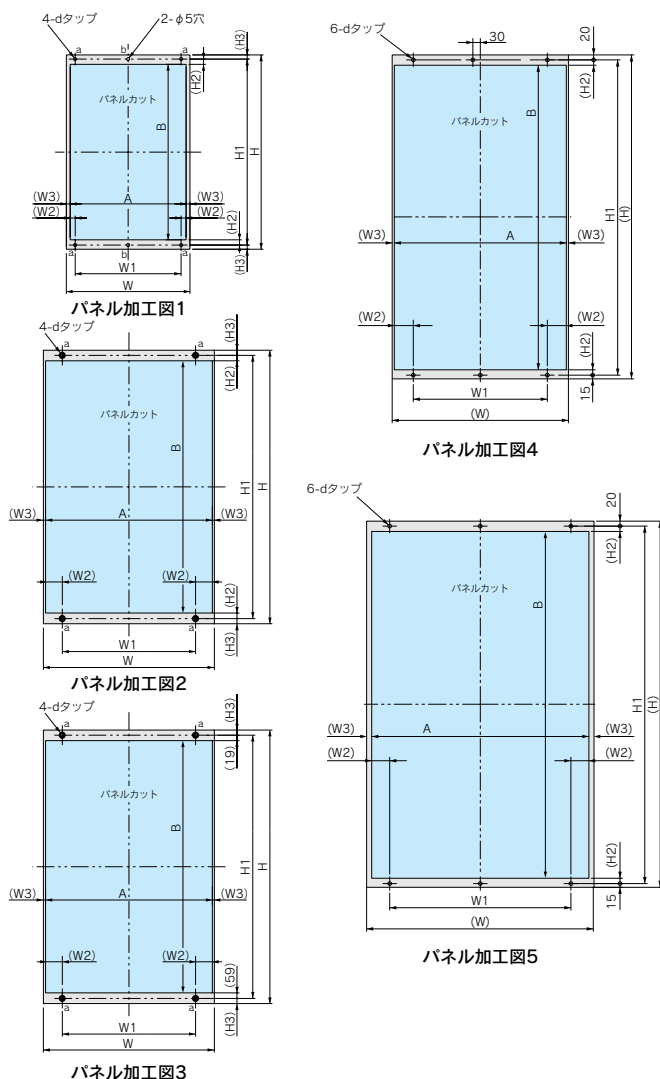 4-dタップ
2-φ5穴
a
b
a
(H3)
(H2)
パネルカット
B
H1
H
(W3)
A
(W3)
(W2)
(W2)
(H2)
a
b
a
(H3)
W1
W
パネル加工図1
4-dタップ
a
a
(H3)
(H2)
パネルカット
B
H1
H
(W3)
A
(W3)
(W2)
(W2)
(H2)
a
a
(H3)
W1
W
パネル加工図2
4-dタップ
a
a
(H3)
(19)
パネルカット
B
H1
H
(W3)
A
(W3)
(W2)
(W2)
(59)
a
a
(H3)
W1
W
パネル加工図3
6-dタップ
30
20
(H2)
パネルカット
B
H1
(H)
(W3)
A
(W3)
(W2)
(W2)
(H2)
15
W1
(W)
パネル加工図4
6-dタップ
20
(H2)
パネルカット
B
H1
(H)
(W3)
A
(W3)
(W2)
(W2)
(H2)
15
W1
(W)
パネル加工図5